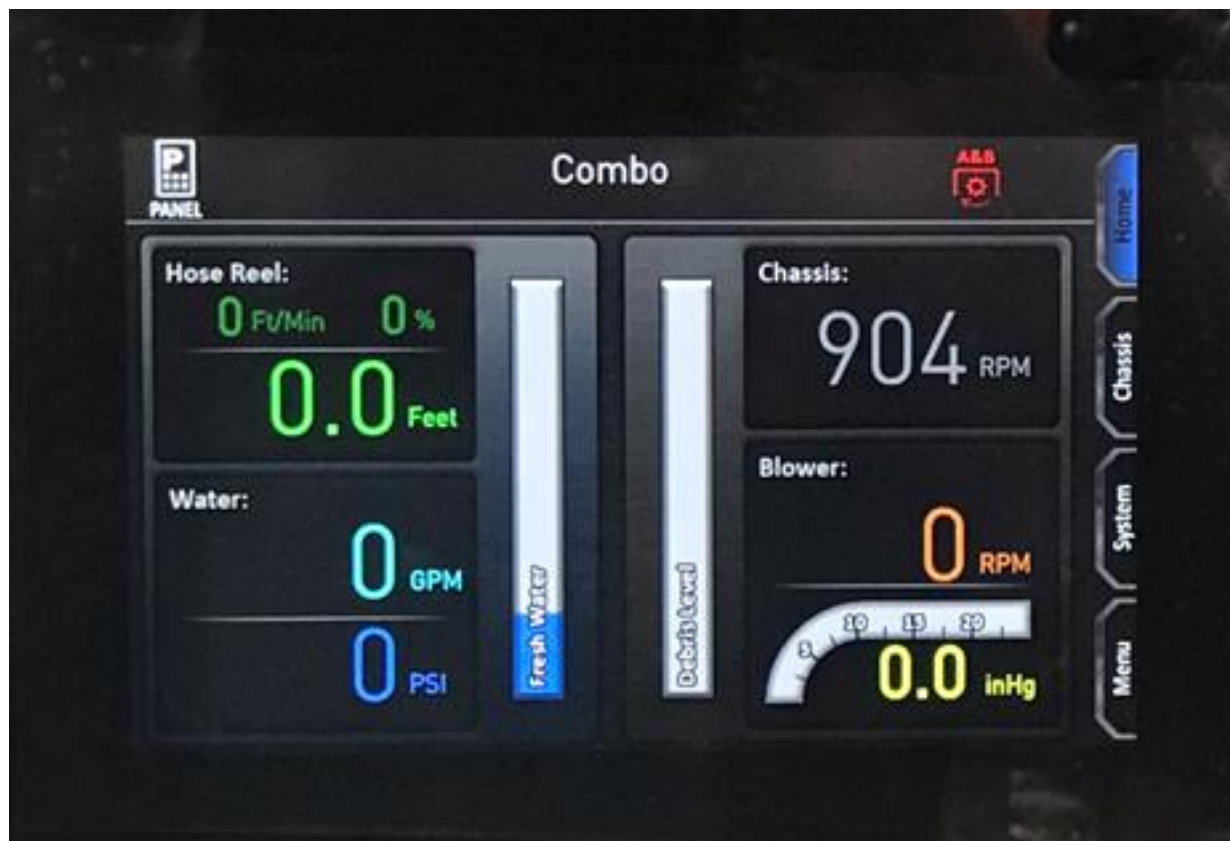 P
PANEL
Combo
A&B
Home
Chassis
System
Menu
Hose Reel:
0 Ft/Min 0 %
0.0 Feet
Water:
0 GPM
0 PSI
Fresh Water
Debris Level
Chassis:
904 RPM
Blower:
0 RPM
5 10 15 20
0.0 inHg